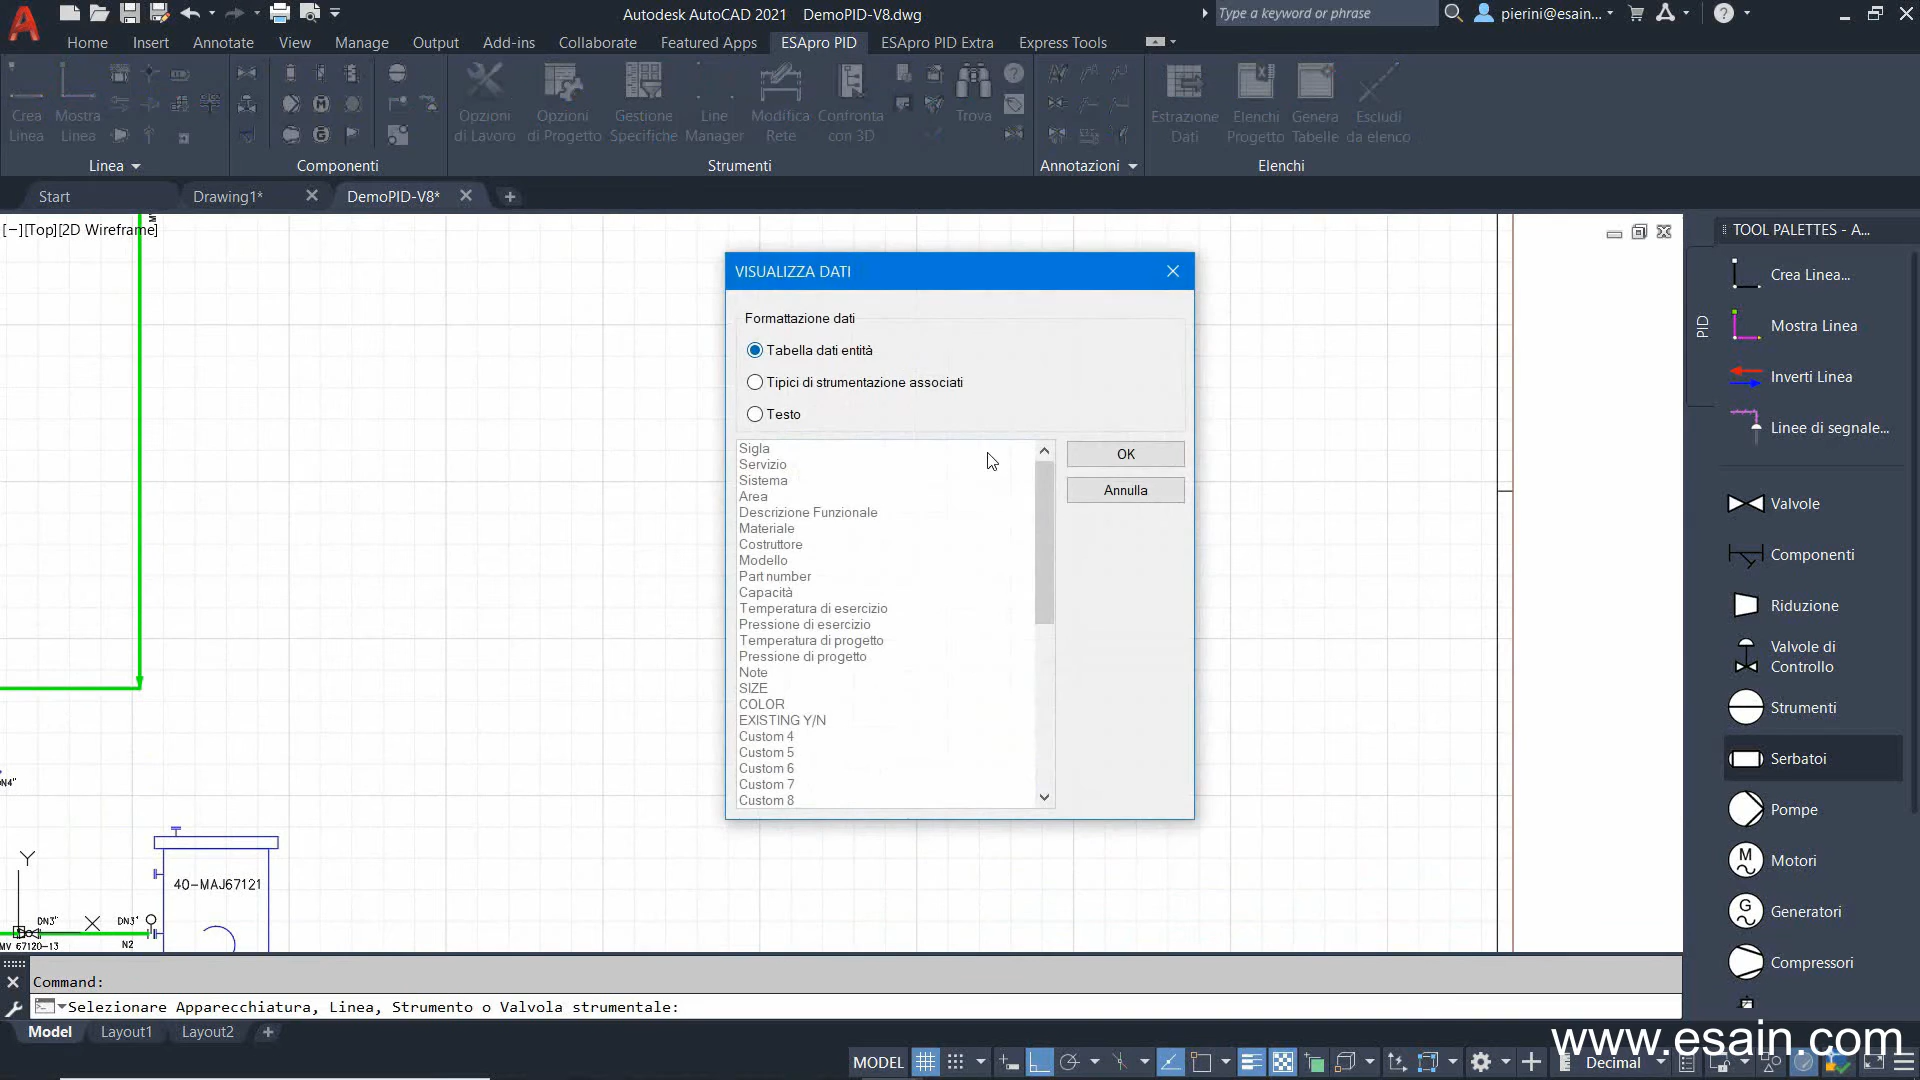 Autodesk AutoCAD 2021 DemoPID-V8.dwg
Type a keyword or phrase
pierini@esain...
Home Insert Annotate View Manage Output Add-ins Collaborate Featured Apps ESApro PID ESApro PID Extra Express Tools
Crea Linea
Mostra Linea
Opzioni di Lavoro
Opzioni di Progetto
Gestione Specifiche
Line Manager
Modifica Rete
Confronta con 3D
Trova
Estrazione Dati
Elenchi Progetto
Genera Tabelle
Escludi da elenco
Linea Componenti Strumenti Annotazioni Elenchi
Start Drawing1* DemoPID-V8*
[−][Top][2D Wireframe]
VISUALIZZA DATI
Formattazione dati
Tabella dati entità
Tipici di strumentazione associati
Testo
Sigla
Servizio
Sistema
Area
Descrizione Funzionale
Materiale
Costruttore
Modello
Part number
Capacità
Temperatura di esercizio
Pressione di esercizio
Temperatura di progetto
Pressione di progetto
Note
SIZE
COLOR
EXISTING Y/N
Custom 4
Custom 5
Custom 6
Custom 7
Custom 8
OK
Annulla
TOOL PALETTES - A...
PID
Crea Linea...
Mostra Linea
Inverti Linea
Linee di segnale...
Valvole
Componenti
Riduzione
Valvole di
Controllo
Strumenti
Serbatoi
Pompe
M
Motori
G
Generatori
Compressori
Y
X
40-MAJ67121
DN3"
DN3"
MV 67120-13
N2
Command:
Selezionare Apparecchiatura, Linea, Strumento o Valvola strumentale:
Model Layout1 Layout2
www.esain.com
MODEL
Decimal